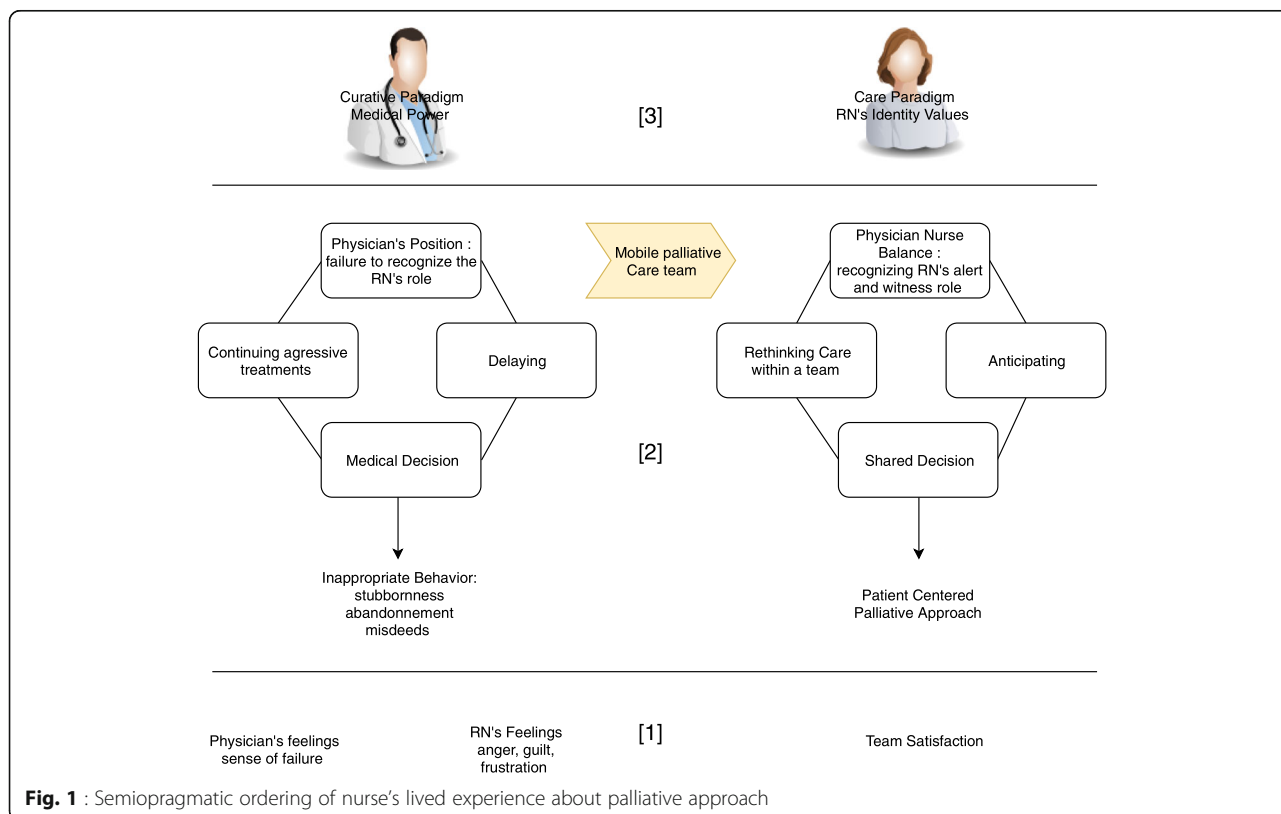 Curative Paradigm
Medical Power
[3]
Care Paradigm
RN's Identity Values
Physician's Position :
failure to recognize the
RN's role
Mobile palliative
Care team
Physician Nurse
Balance :
recognizing RN's alert
and witness role
Continuing agressive
treatments
Delaying
Rethinking Care
within a team
Anticipating
Medical Decision
[2]
Shared Decision
Inappropriate Behavior:
stubbornness
abandonnement
misdeeds
Patient Centered
Palliative Approach
Physician's feelings
sense of failure
RN's Feelings
anger, guilt,
frustration
[1]
Team Satisfaction
Fig. 1 : Semiopragmatic ordering of nurse's lived experience about palliative approach